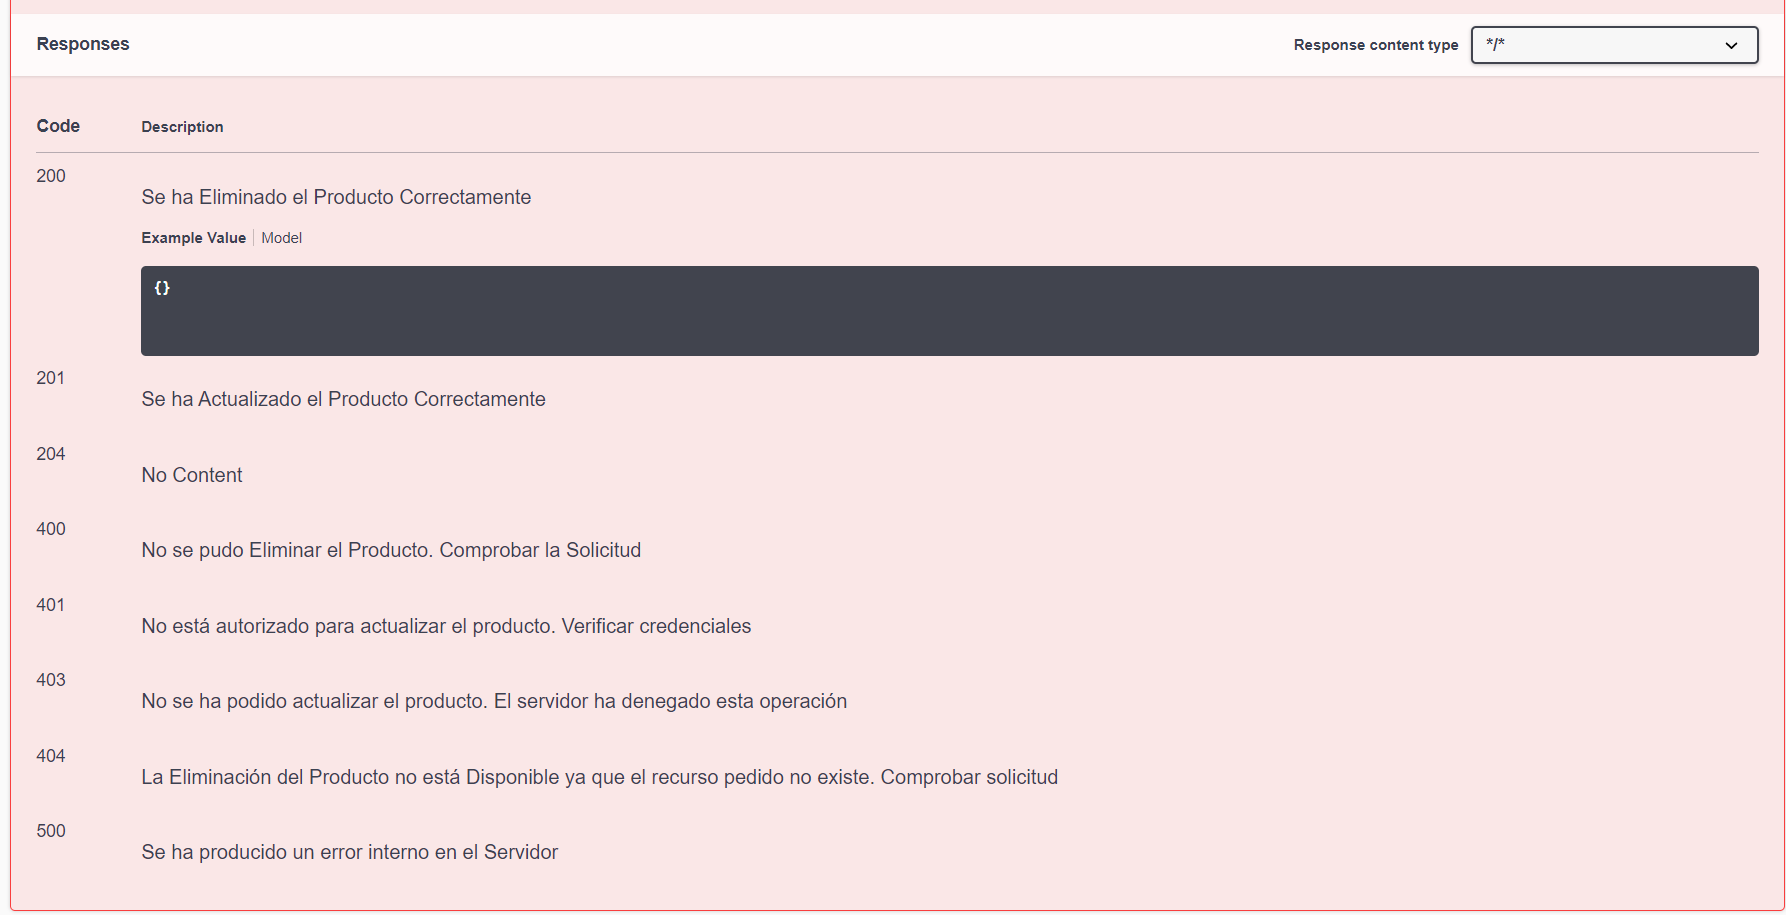 Responses
Response content type */*
Code Description
200
Se ha Eliminado el Producto Correctamente
Example Value Model
{}
201
Se ha Actualizado el Producto Correctamente
204
No Content
400
No se pudo Eliminar el Producto. Comprobar la Solicitud
401
No está autorizado para actualizar el producto. Verificar credenciales
403
No se ha podido actualizar el producto. El servidor ha denegado esta operación
404
La Eliminación del Producto no está Disponible ya que el recurso pedido no existe. Comprobar solicitud
500
Se ha producido un error interno en el Servidor